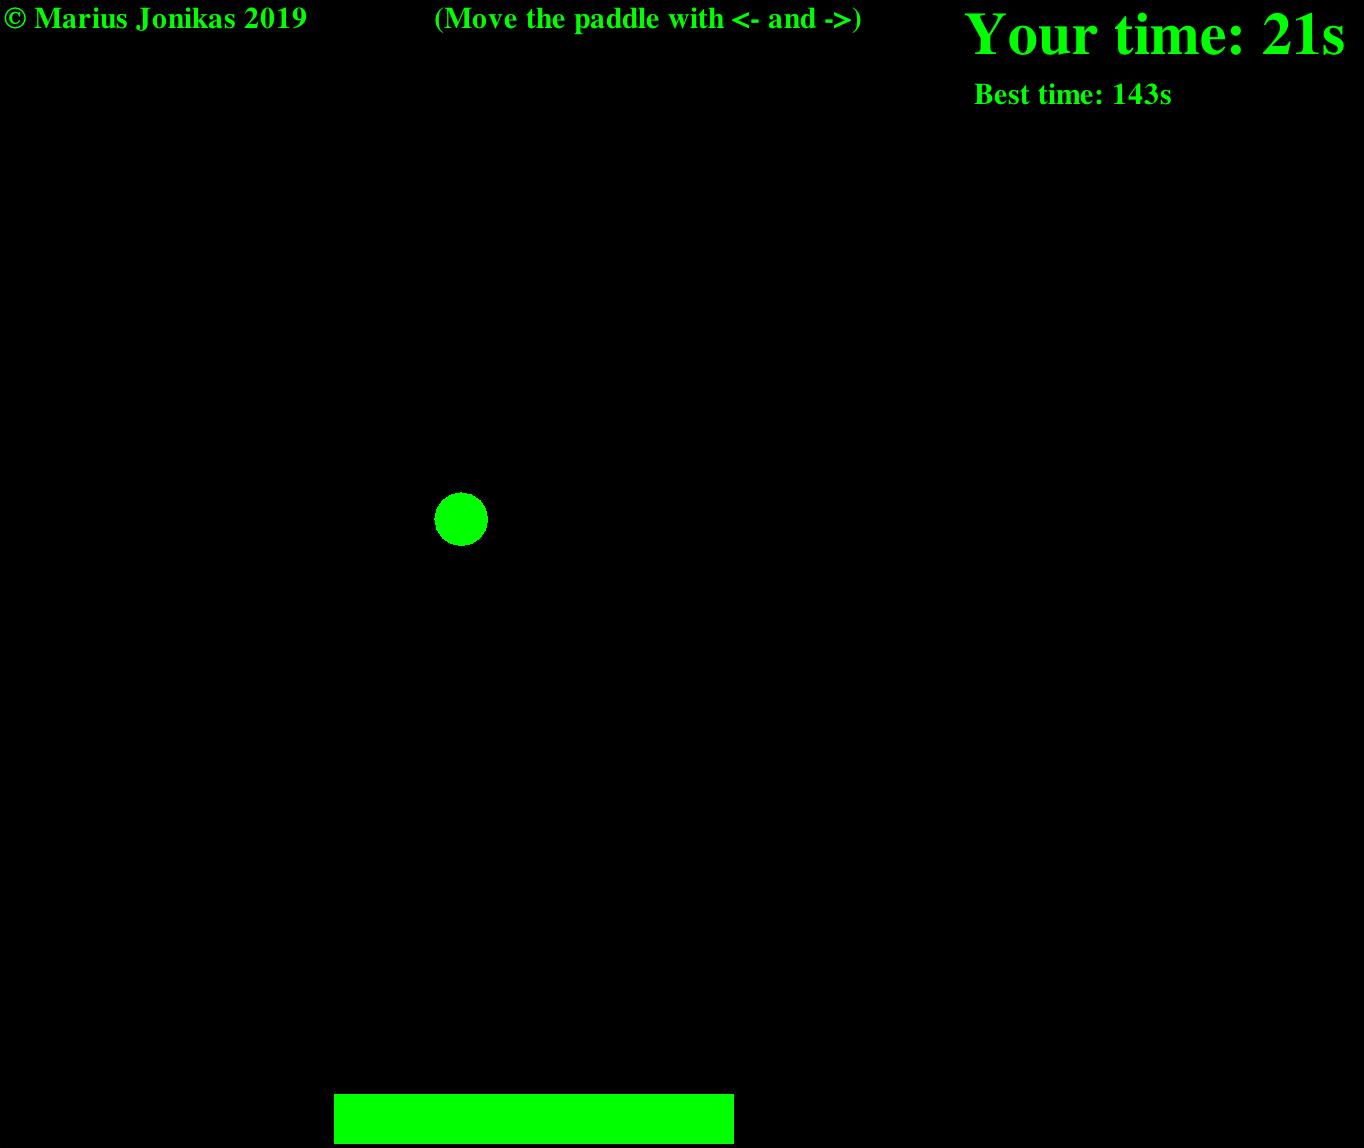 © Marius Jonikas 2019
(Move the paddle with <- and ->)
Your time: 21s
Best time: 143s